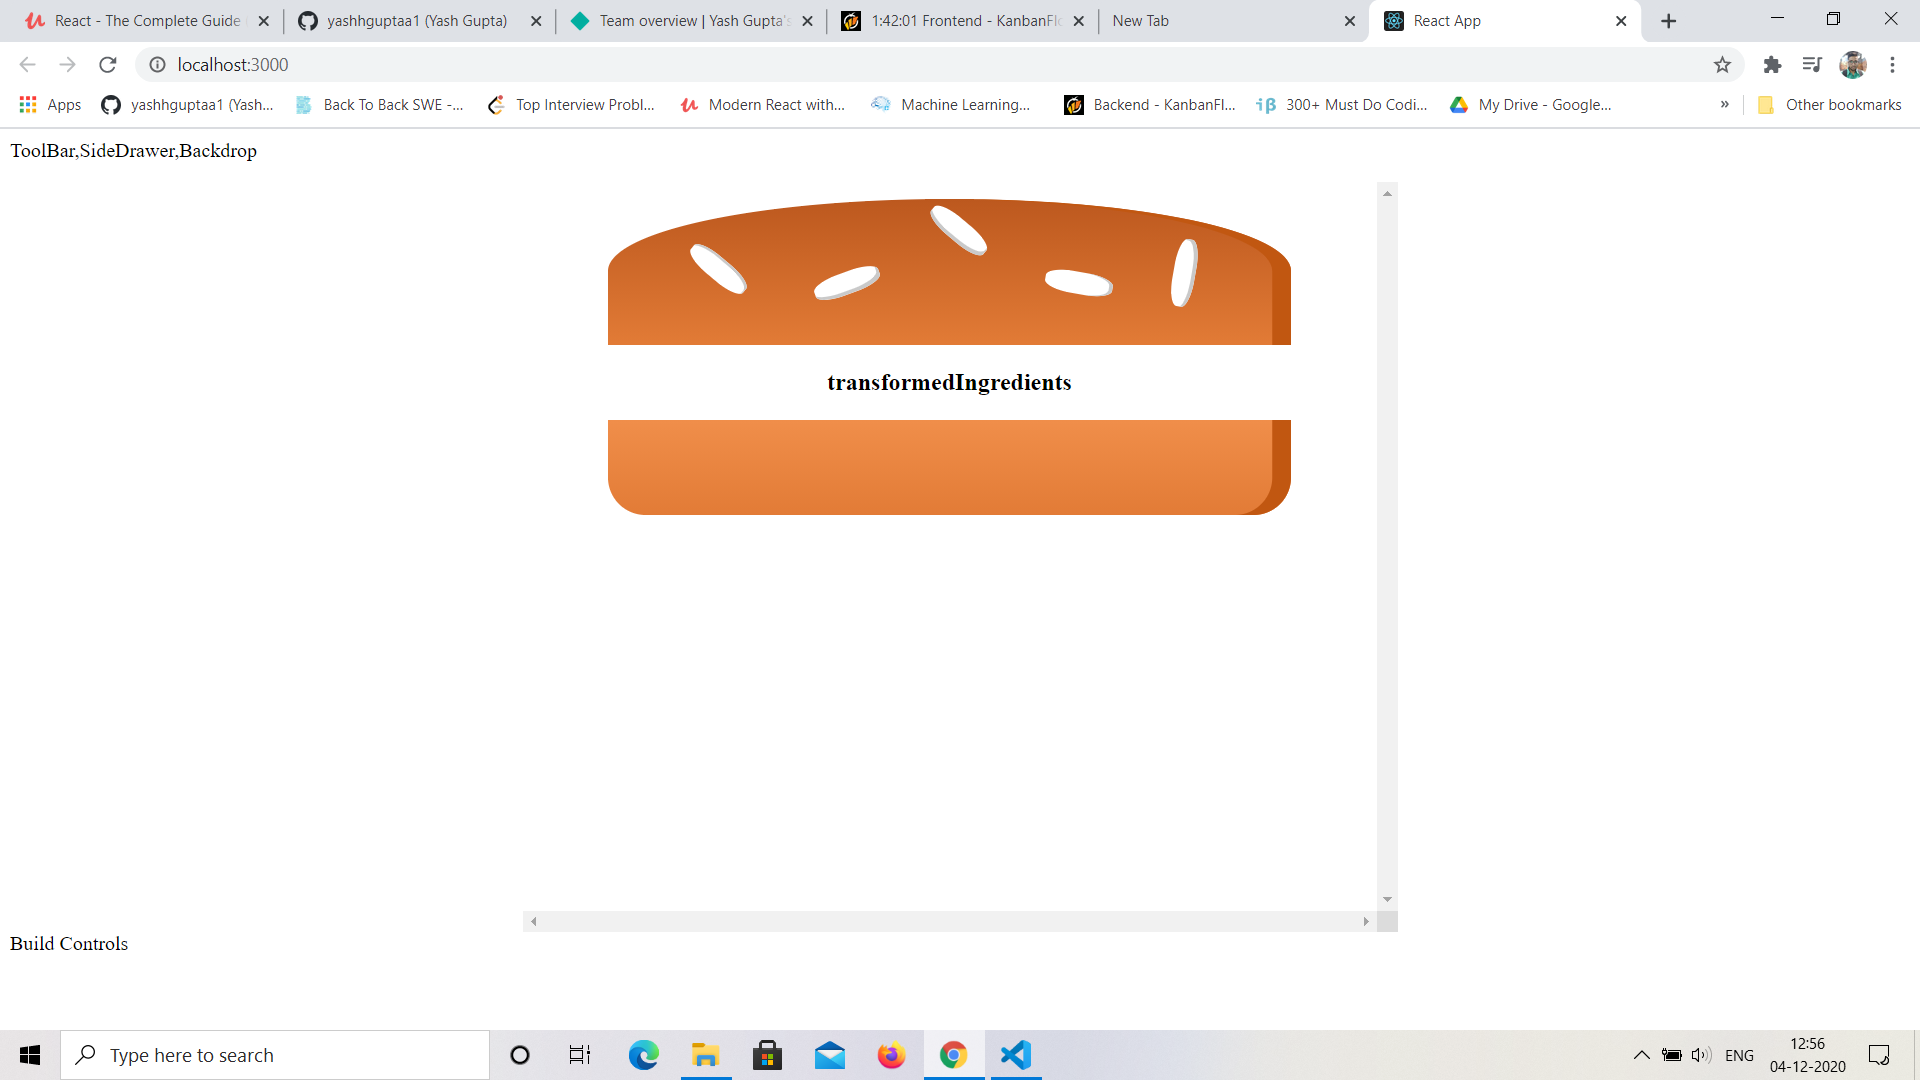 React - The Complete Guide
yashhguptaa1 (Yash Gupta)
Team overview | Yash Gupta's
1:42:01 Frontend - KanbanFlo
New Tab
React App
localhost:3000
Apps
yashhguptaa1 (Yash...
Back To Back SWE -...
Top Interview Probl...
Modern React with...
Machine Learning...
Backend - KanbanFl...
300+ Must Do Codi...
My Drive - Google...
»
Other bookmarks
ToolBar,SideDrawer,Backdrop
transformedIngredients
Build Controls
Type here to search
ENG
12:56
04-12-2020